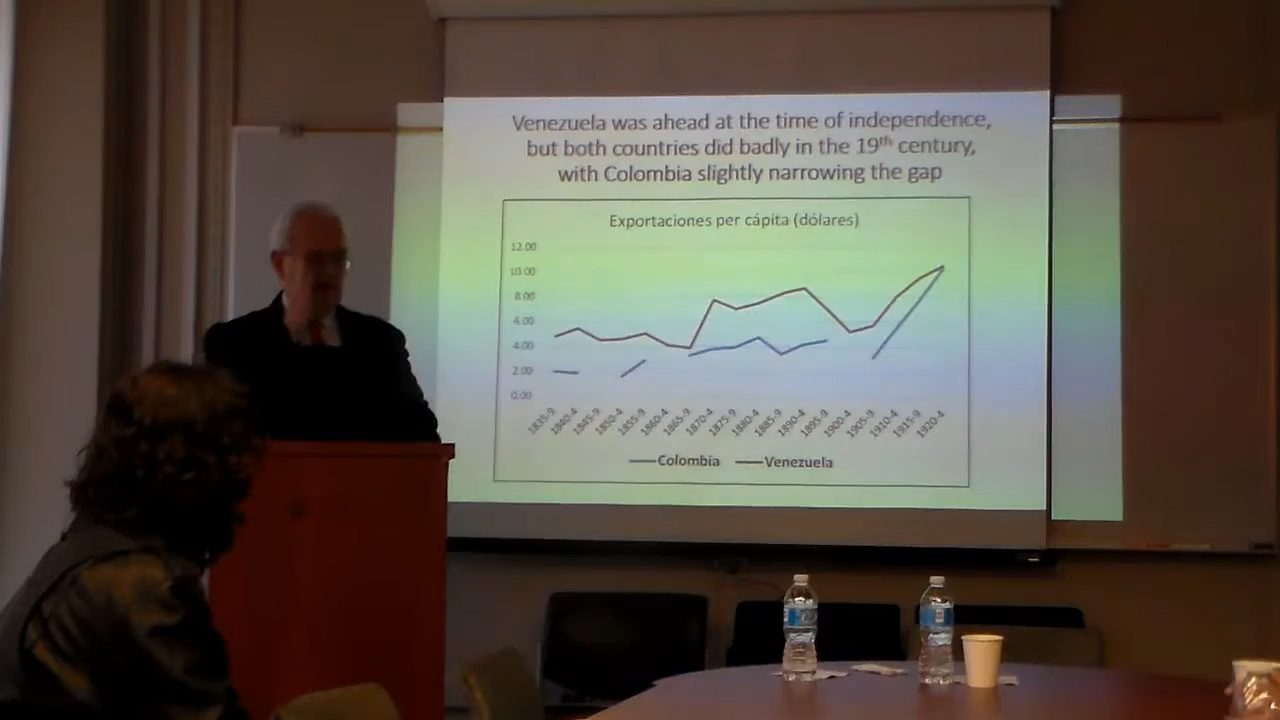 Venezuela was ahead at the time of independence,
but both countries did badly in the 19th century,
with Colombia slightly narrowing the gap
Exportaciones per cápita (dólares)
12.00
10.00
8.00
6.00
4.00
2.00
0.00
1835-9 1840-4 1845-9 1850-4 1855-9 1860-4 1865-9 1870-4 1875-9 1880-4 1885-9 1890-4 1895-9 1900-4 1905-9 1910-4 1915-9 1920-4
Colombia Venezuela